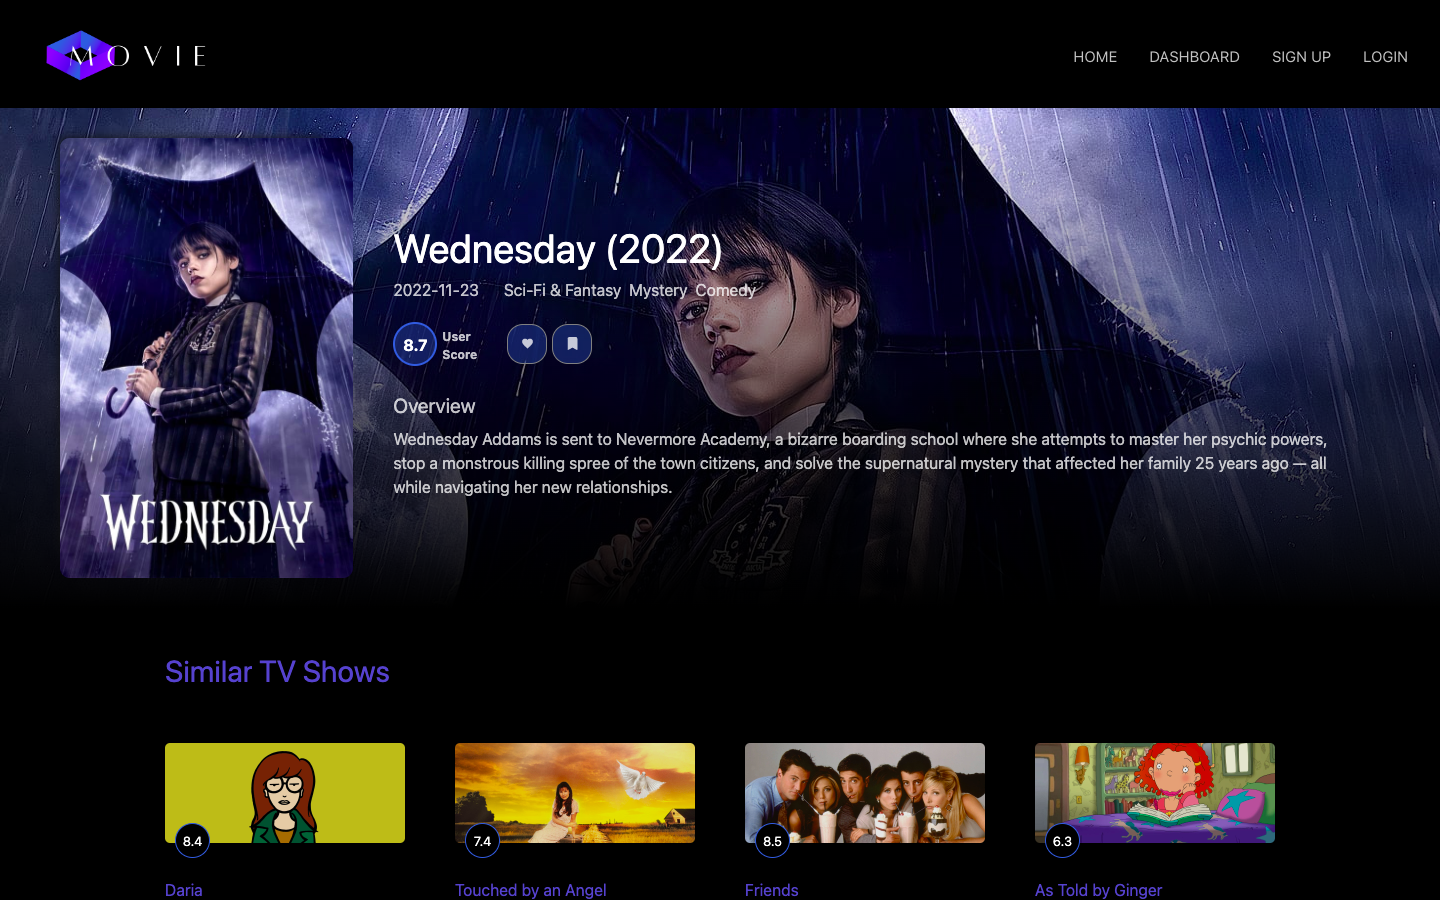 MOVIE
HOME
DASHBOARD
SIGN UP
LOGIN
WEDNESDAY
Wednesday (2022)
2022-11-23 Sci-Fi & Fantasy Mystery Comedy
8.7
User
Score
Overview
Wednesday Addams is sent to Nevermore Academy, a bizarre boarding school where she attempts to master her psychic powers,
stop a monstrous killing spree of the town citizens, and solve the supernatural mystery that affected her family 25 years ago — all
while navigating her new relationships.
Similar TV Shows
8.4
7.4
8.5
6.3
Daria
Touched by an Angel
Friends
As Told by Ginger